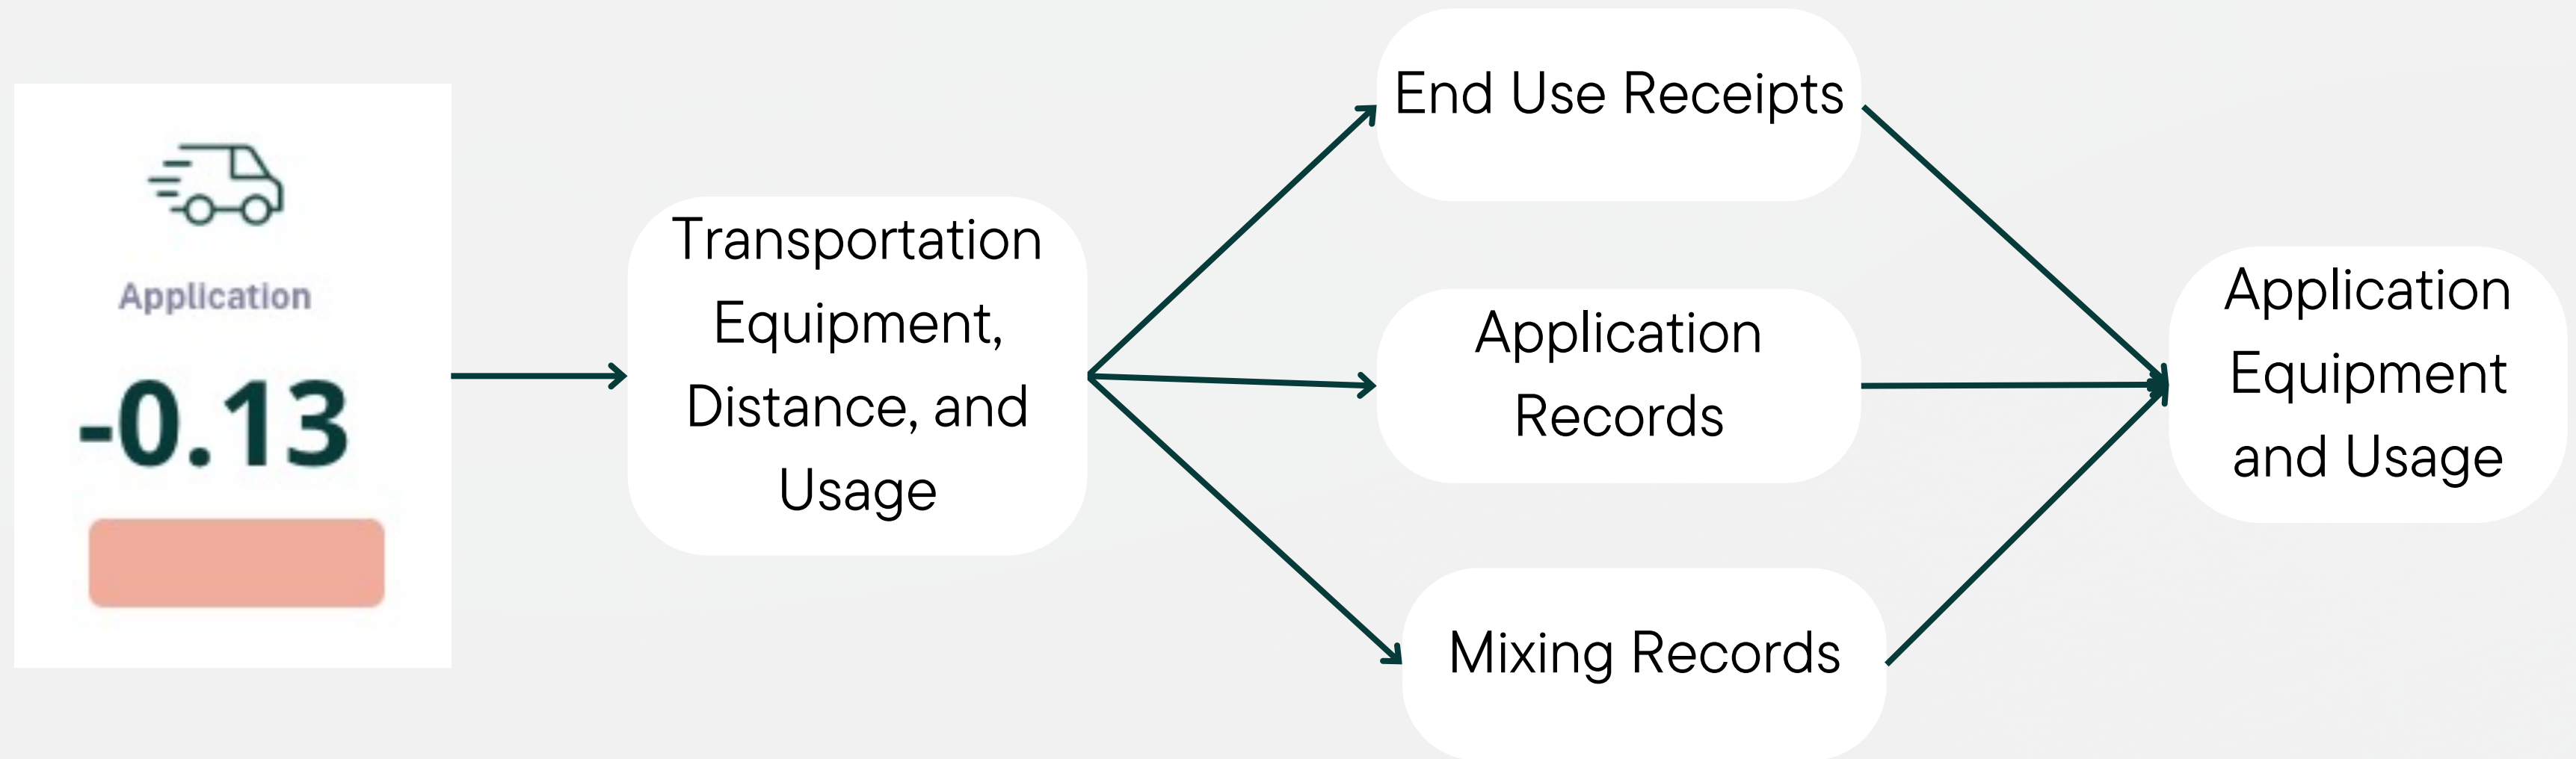 Application
-0.13
Transportation
Equipment,
Distance, and
Usage
End Use Receipts
Application
Records
Mixing Records
Application
Equipment
and Usage